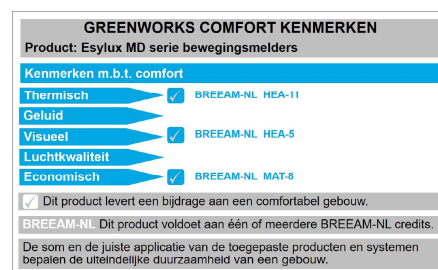 GREENWORKS COMFORT KENMERKEN
Product: Esylux MD serie bewegingsmelders
Kenmerken m.b.t. comfort
Thermisch BREEAM-NL HEA-11
Geluid
Visueel BREEAM-NL HEA-5
Luchtkwaliteit
Economisch BREEAM-NL MAT-8
Dit product levert een bijdrage aan een comfortabel gebouw.
BREEAM-NL Dit product voldoet aan één of meerdere BREEAM-NL credits.
De som en de juiste applicatie van de toegepaste producten en systemen
bepalen de uiteindelijke duurzaamheid van een gebouw.